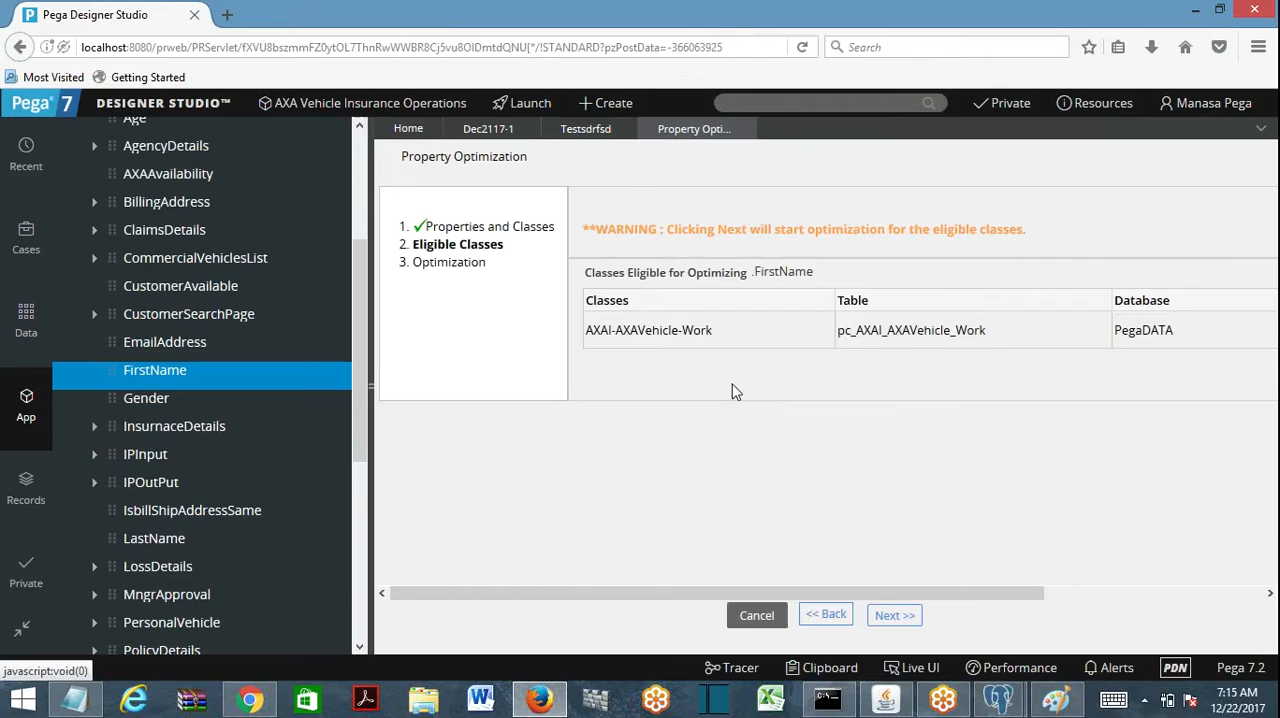 Pega Designer Studio
localhost:8080/prweb/PRServlet/fXVU8bszmmFZ0ytOL7ThnRwWWBR8Cj5vu8OIDmtdQNU[*/!STANDARD?pzPostData=-366063925
Search
Most Visited
Getting Started
Pega 7
DESIGNER STUDIO™
AXA Vehicle Insurance Operations
Launch
Create
Private
Resources
Manasa Pega
Recent
Cases
Data
App
Records
Private
Age
AgencyDetails
AXAAvailability
BillingAddress
ClaimsDetails
CommercialVehiclesList
CustomerAvailable
CustomerSearchPage
EmailAddress
FirstName
Gender
InsurnaceDetails
IPInput
IPOutPut
IsbillShipAddressSame
LastName
LossDetails
MngrApproval
PersonalVehicle
PolicyDetails
Home
Dec2117-1
Testsdrfsd
Property Opti...
Property Optimization
1. Properties and Classes
2. Eligible Classes
3. Optimization
**WARNING : Clicking Next will start optimization for the eligible classes.
Classes Eligible for Optimizing .FirstName
Classes Table Database
AXAI-AXAVehicle-Work pc_AXAI_AXAVehicle_Work PegaDATA
Cancel << Back Next >>
javascript:void(0)
Tracer Clipboard Live UI Performance Alerts PDN Pega 7.2
7:15 AM
12/22/2017